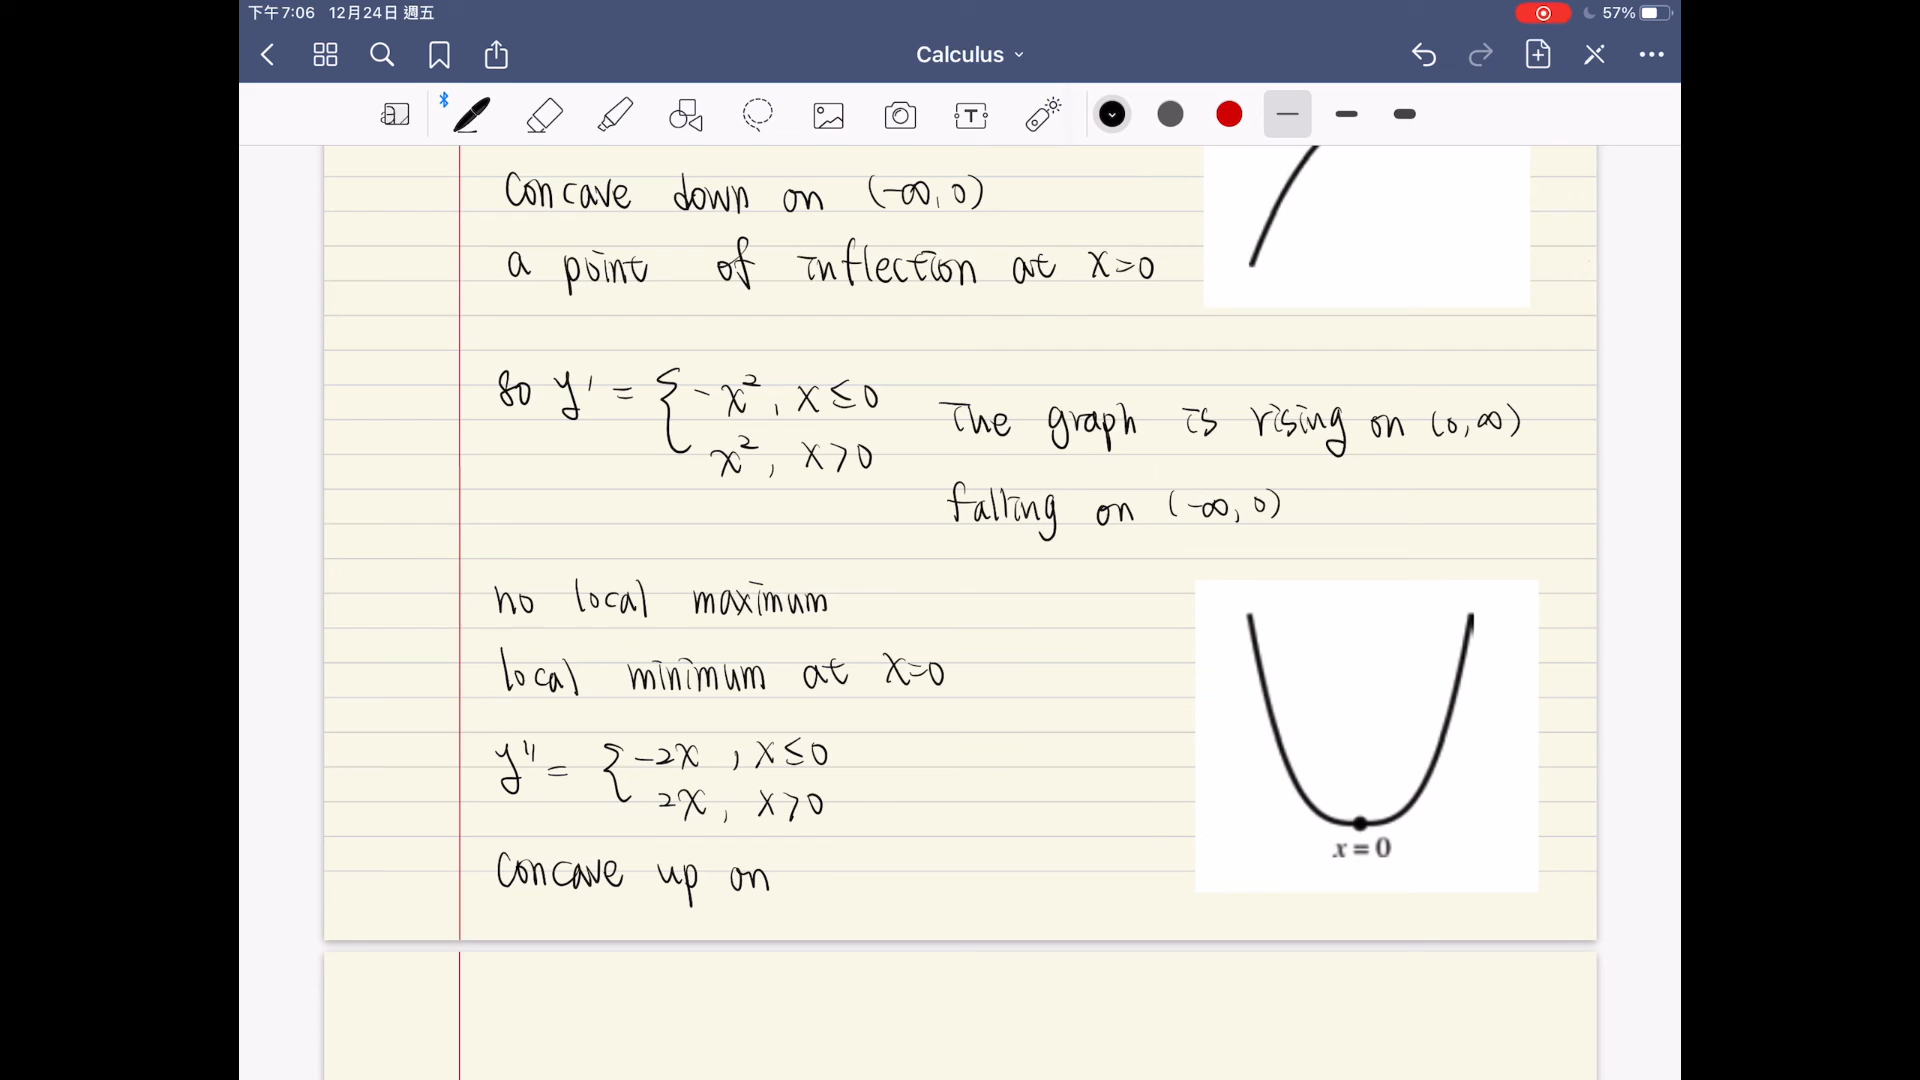 下午7:06 12月24日 週五
57%
Calculus
Concave down on (-∞, 0)
a point of inflection at x=0
so y' = { -x², x ≤ 0
x², x > 0
The graph is rising on (0, ∞)
falling on (-∞, 0)
no local maximum
local minimum at x=0
y'' = { -2x , x ≤ 0
2x , x > 0
Concave up on
x = 0